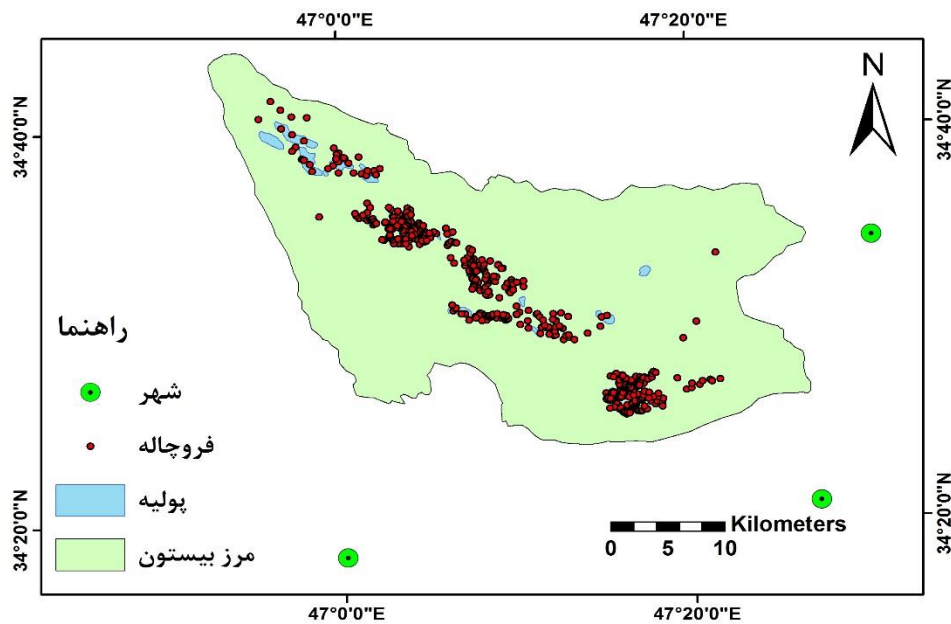 47°0'0"E
47°20'0"E
34°40'0"N
34°40'0"N
N
راهنما
شهر
فروچاله
پولیه
مرز بیستون
Kilometers
0 5 10
34°20'0"N
34°20'0"N
47°0'0"E
47°20'0"E